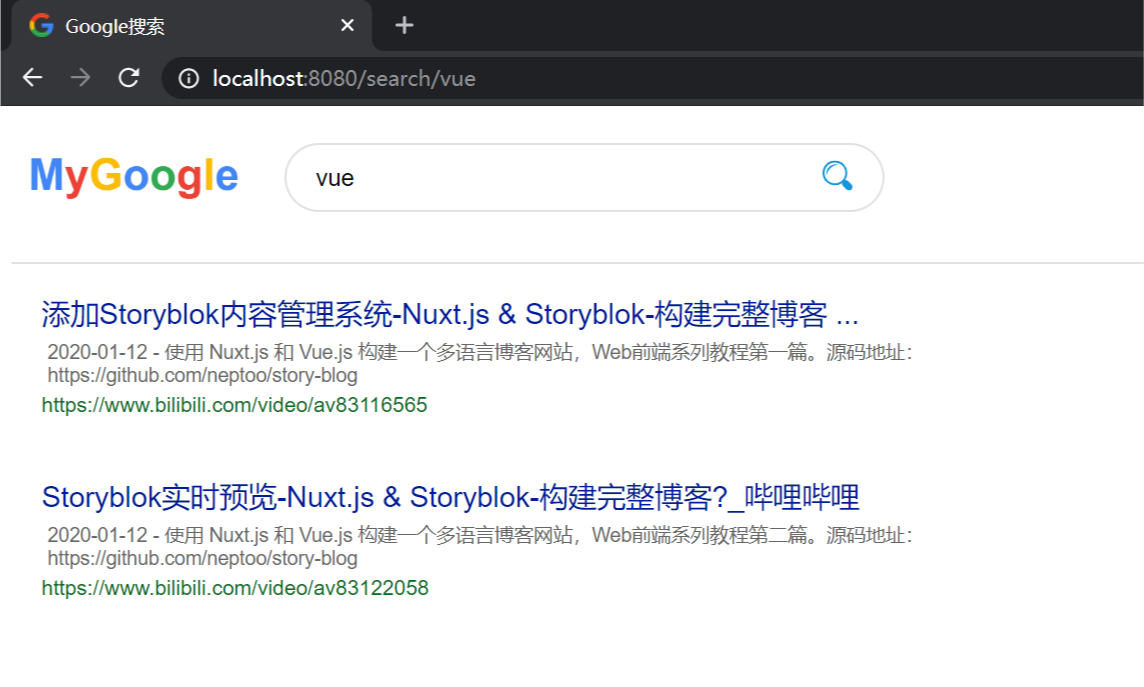 Google搜索
localhost:8080/search/vue
MyGoogle
vue
添加Storyblok内容管理系统-Nuxt.js & Storyblok-构建完整博客 ...
2020-01-12 - 使用 Nuxt.js 和 Vue.js 构建一个多语言博客网站，Web前端系列教程第一篇。源码地址：
https://github.com/neptoo/story-blog
https://www.bilibili.com/video/av83116565
Storyblok实时预览-Nuxt.js & Storyblok-构建完整博客?_哔哩哔哩
2020-01-12 - 使用 Nuxt.js 和 Vue.js 构建一个多语言博客网站，Web前端系列教程第二篇。源码地址：
https://github.com/neptoo/story-blog
https://www.bilibili.com/video/av83122058